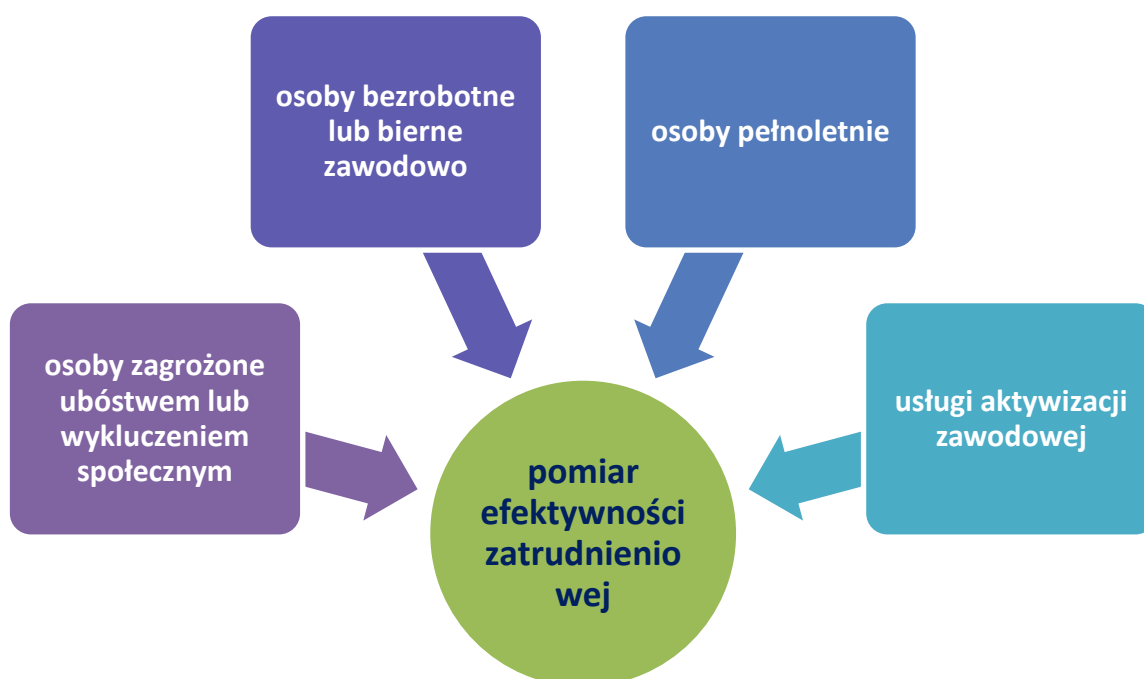 osoby bezrobotne
lub bierne
zawodowo
osoby pełnoletnie
osoby zagrożone
ubóstwem lub
wykluczeniem
społecznym
usługi aktywizacji
zawodowej
pomiar
efektywności
zatrudnienio
wej